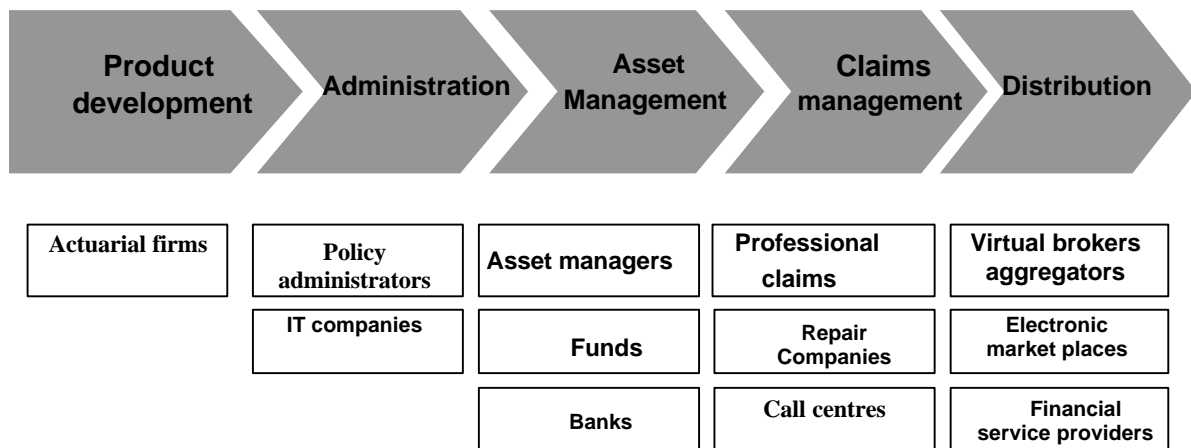 Product
development
Administration
Asset
Management
Claims
management
Distribution
Actuarial firms
Policy
administrators
Asset managers
Professional
claims
Virtual brokers
aggregators
IT companies
Funds
Repair
Companies
Electronic
market places
Banks
Call centres
Financial
service providers